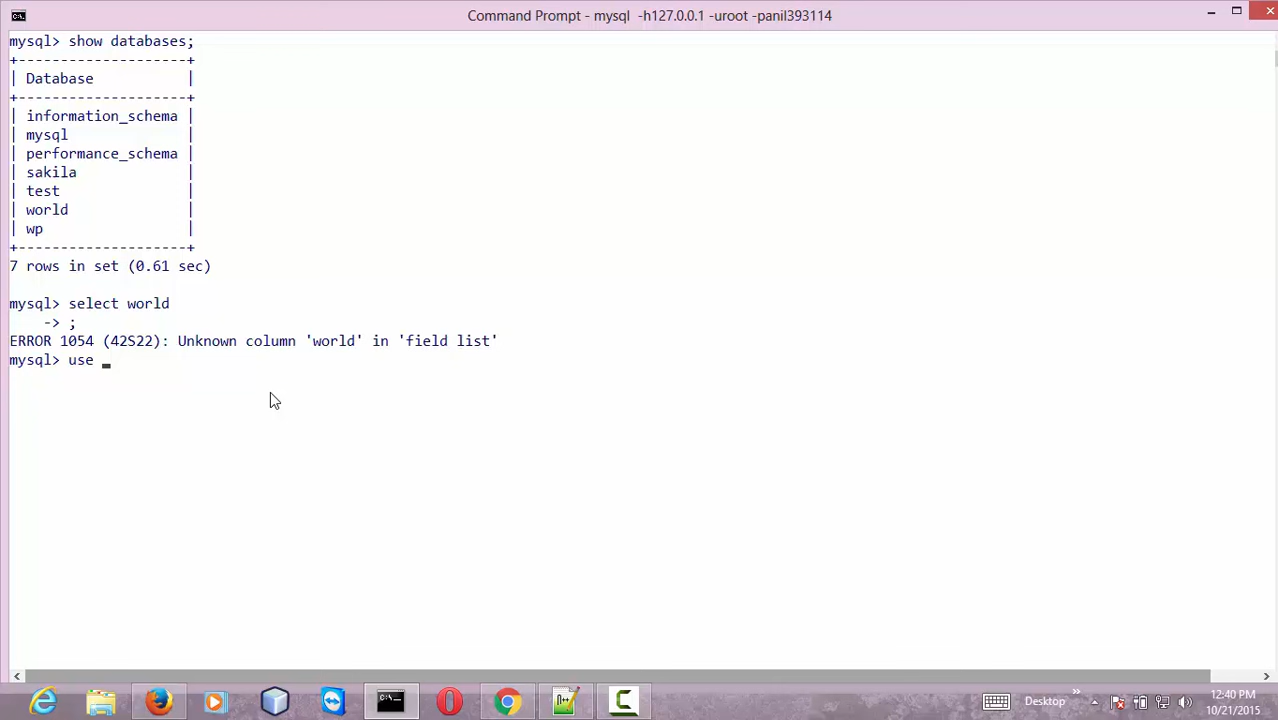 Command Prompt - mysql  -h127.0.0.1 -uroot -panil393114
mysql> show databases;
+--------------------+
| Database           |
+--------------------+
| information_schema |
| mysql              |
| performance_schema |
| sakila             |
| test               |
| world              |
| wp                 |
+--------------------+
7 rows in set (0.61 sec)
mysql> select world
    -> ;
ERROR 1054 (42S22): Unknown column 'world' in 'field list'
mysql> use _
Desktop
12:40 PM
10/21/2015